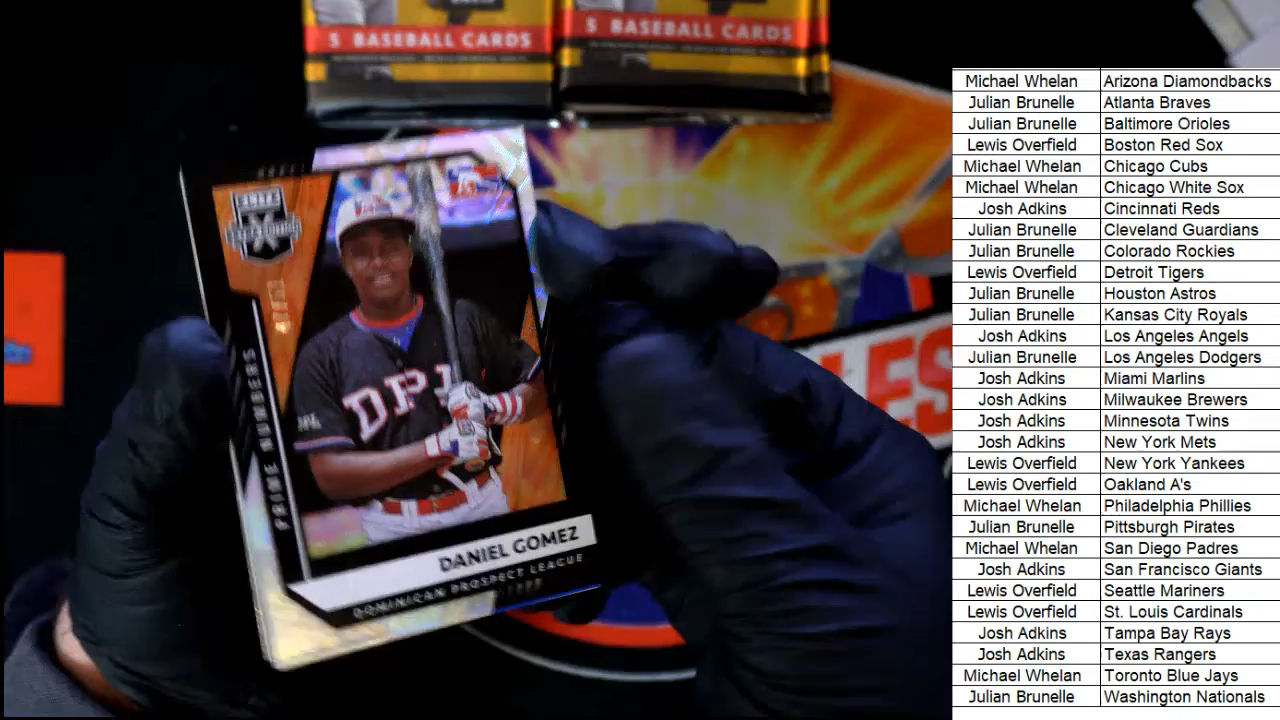 5 BASEBALL CARDS
5 BASEBALL CARDS
ELITE
EXTRA
EDITION
PRIME NUMBERS
DPL
DANIEL GOMEZ
DOMINICAN PROSPECT LEAGUE
LES
Michael Whelan Arizona Diamondbacks
Julian Brunelle Atlanta Braves
Julian Brunelle Baltimore Orioles
Lewis Overfield Boston Red Sox
Michael Whelan Chicago Cubs
Michael Whelan Chicago White Sox
Josh Adkins Cincinnati Reds
Julian Brunelle Cleveland Guardians
Julian Brunelle Colorado Rockies
Lewis Overfield Detroit Tigers
Julian Brunelle Houston Astros
Julian Brunelle Kansas City Royals
Josh Adkins Los Angeles Angels
Julian Brunelle Los Angeles Dodgers
Josh Adkins Miami Marlins
Josh Adkins Milwaukee Brewers
Josh Adkins Minnesota Twins
Josh Adkins New York Mets
Lewis Overfield New York Yankees
Lewis Overfield Oakland A's
Michael Whelan Philadelphia Phillies
Julian Brunelle Pittsburgh Pirates
Michael Whelan San Diego Padres
Josh Adkins San Francisco Giants
Lewis Overfield Seattle Mariners
Lewis Overfield St. Louis Cardinals
Josh Adkins Tampa Bay Rays
Josh Adkins Texas Rangers
Michael Whelan Toronto Blue Jays
Julian Brunelle Washington Nationals